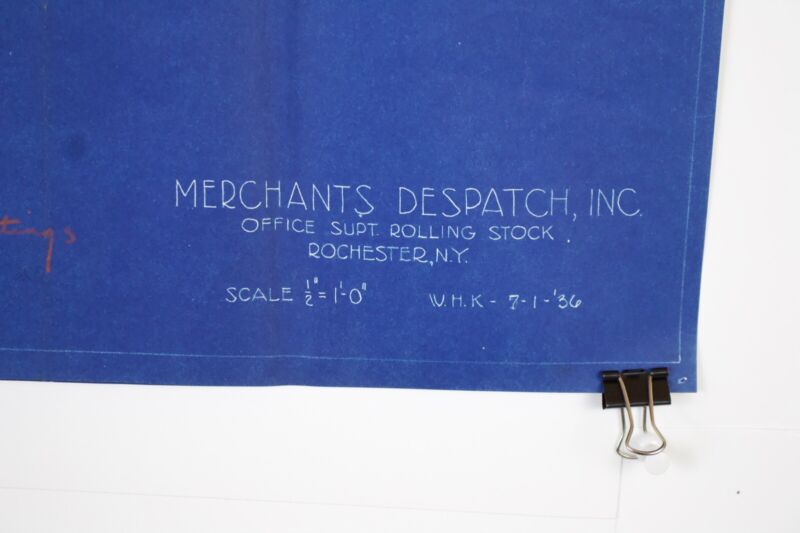 MERCHANTS DESPATCH, INC.
OFFICE SUPT. ROLLING STOCK.
ROCHESTER, N.Y.
SCALE ½" = 1'-0" W.H.K - 7-1-'36